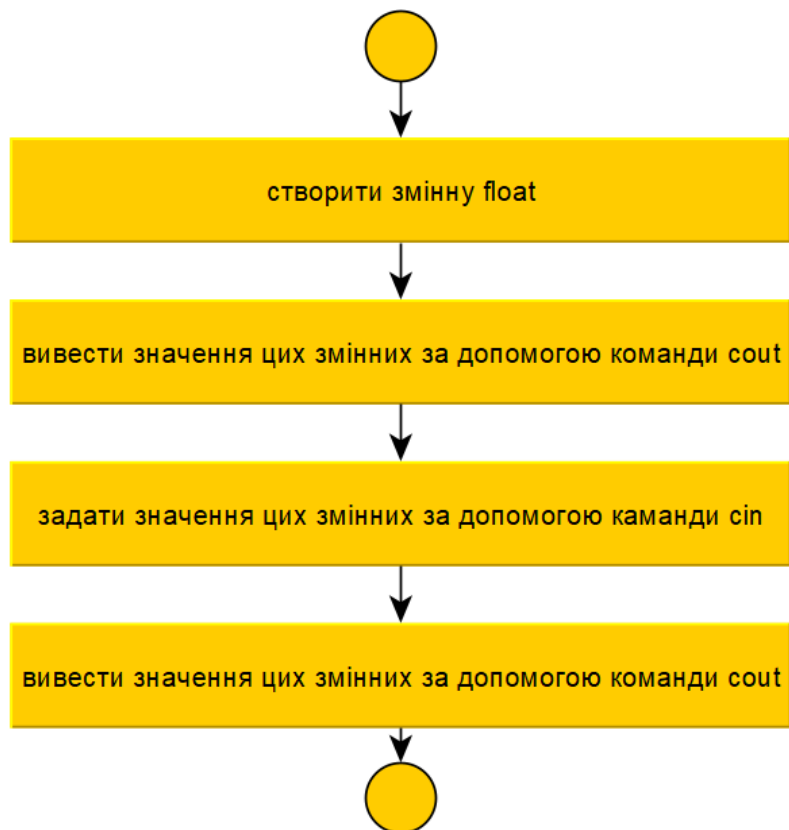 створити змінну float
вивести значення цих змінних за допомогою команди cout
задати значення цих змінних за допомогою каманди cin
вивести значення цих змінних за допомогою команди cout